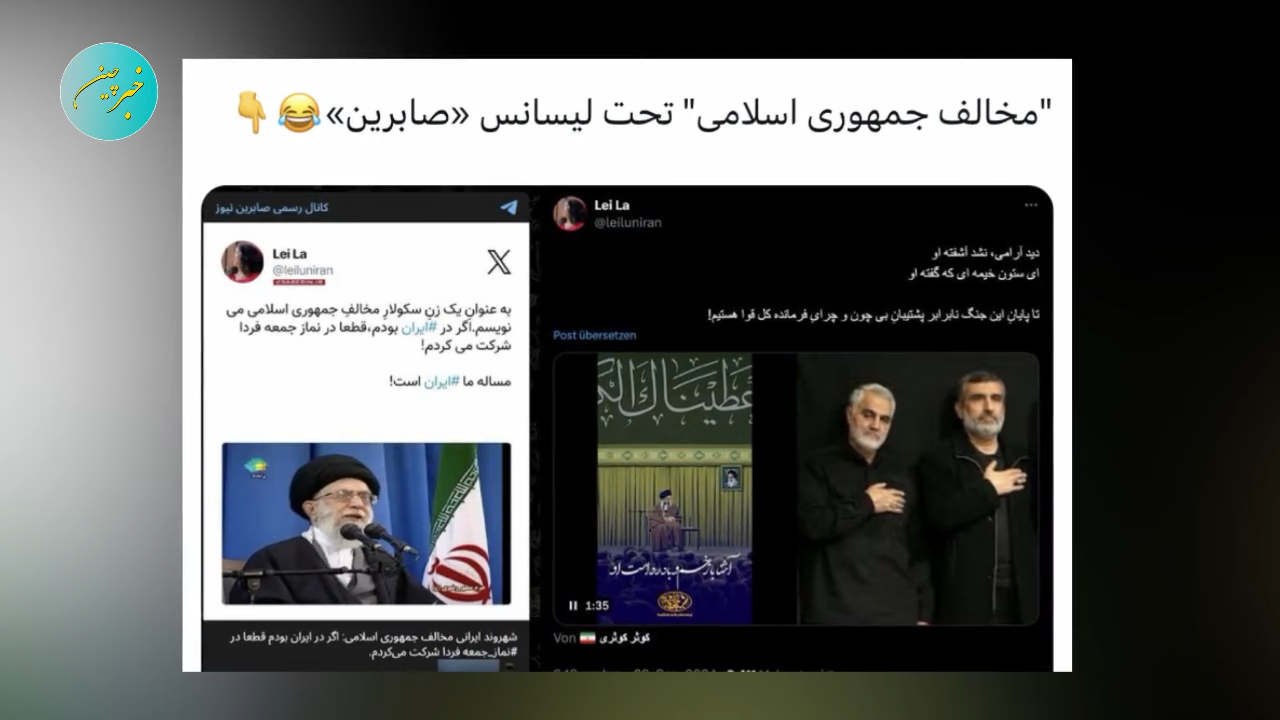 خبرچین
"مخالف جمهوری اسلامی" تحت لیسانس «صابرین»😂👇
کانال رسمی صابرین نیوز
Lei La
@leiluniran
به عنوانِ یک زنِ سکولارِ مخالفِ جمهوری اسلامی می
نویسم.اگر در #ایران بودم،قطعا در نماز جمعه فردا
شرکت می کردم!
مساله ما #ایران است!
شهروند ایرانی مخالف جمهوری اسلامی: اگر در ایران بودم قطعا در
#نماز_جمعه فردا شرکت می‌کردم.
Lei La
@leiluniran
دید آرامی، نشد آشفته او
ای ستون خیمه ای که گفته او
تا پایانِ این جنگ نابرابر پشتیبانِ بی چون و چرایِ فرمانده کل قوا هستیم!
Post übersetzen
1:35
Von 🇮🇷 کوثر کوثری